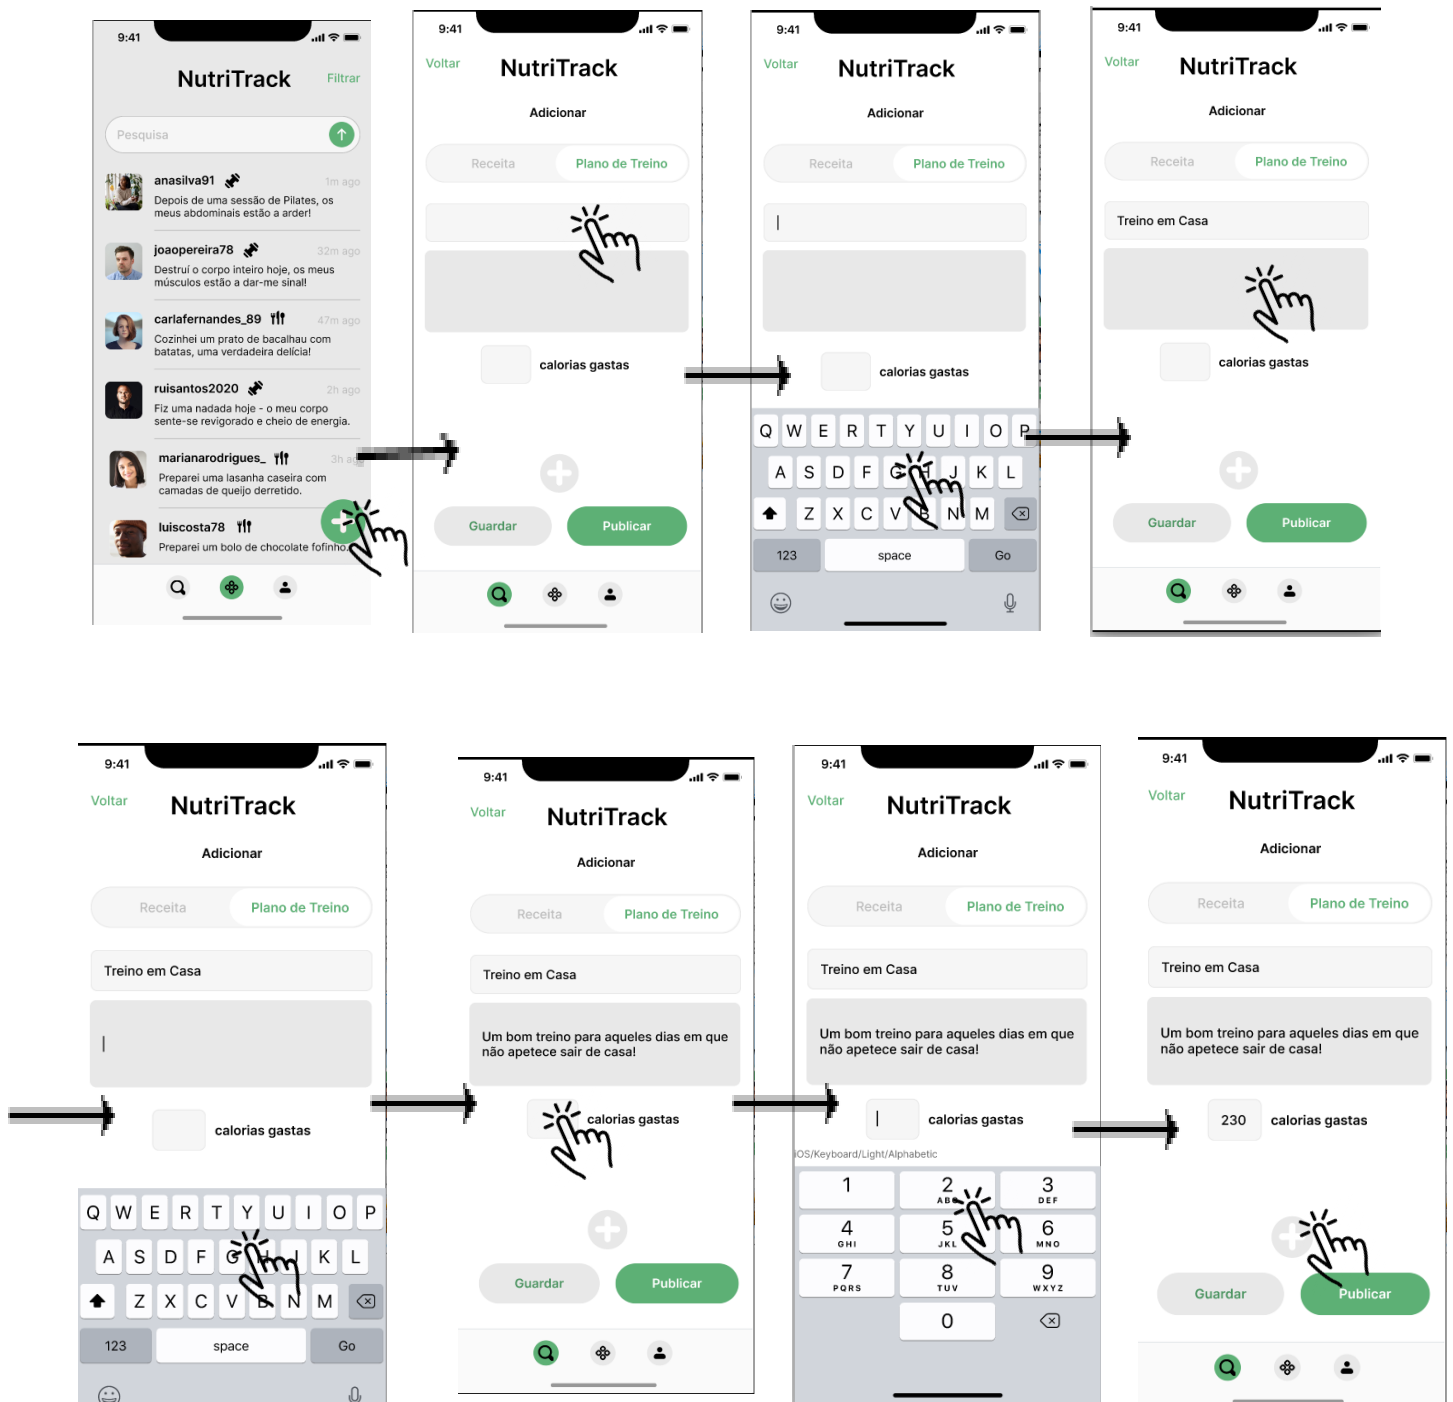 9:41
NutriTrack
Filtrar
Pesquisa
anasilva91
1m ago
Depois de uma sessão de Pilates, os
meus abdominais estão a arder!
joaopereira78
32m ago
Destruí o corpo inteiro hoje, os meus
músculos estão a dar-me sinal!
carlafernandes_89
47m ago
Cozinhei um prato de bacalhau com
batatas, uma verdadeira delícia!
ruisantos2020
2h ago
Fiz uma nadada hoje - o meu corpo
sente-se revigorado e cheio de energia.
marianarodrigues_
3h ago
Preparei uma lasanha caseira com
camadas de queijo derretido.
luiscosta78
Preparei um bolo de chocolate fofinho.
9:41
Voltar
NutriTrack
Adicionar
Receita
Plano de Treino
calorias gastas
Guardar
Publicar
9:41
Voltar
NutriTrack
Adicionar
Receita
Plano de Treino
calorias gastas
Q W E R T Y U I O P
A S D F G H J K L
Z X C V B N M
123
space
Go
9:41
Voltar
NutriTrack
Adicionar
Receita
Plano de Treino
Treino em Casa
calorias gastas
Guardar
Publicar
9:41
Voltar
NutriTrack
Adicionar
Receita
Plano de Treino
Treino em Casa
calorias gastas
Q W E R T Y U I O P
A S D F G H J K L
Z X C V B N M
123
space
Go
9:41
Voltar
NutriTrack
Adicionar
Receita
Plano de Treino
Treino em Casa
Um bom treino para aqueles dias em que
não apetece sair de casa!
calorias gastas
Guardar
Publicar
9:41
Voltar
NutriTrack
Adicionar
Receita
Plano de Treino
Treino em Casa
Um bom treino para aqueles dias em que
não apetece sair de casa!
calorias gastas
iOS/Keyboard/Light/Alphabetic
1 2 3
ABC DEF
4 5 6
GHI JKL MNO
7 8 9
PQRS TUV WXYZ
0
9:41
Voltar
NutriTrack
Adicionar
Receita
Plano de Treino
Treino em Casa
Um bom treino para aqueles dias em que
não apetece sair de casa!
230
calorias gastas
Guardar
Publicar